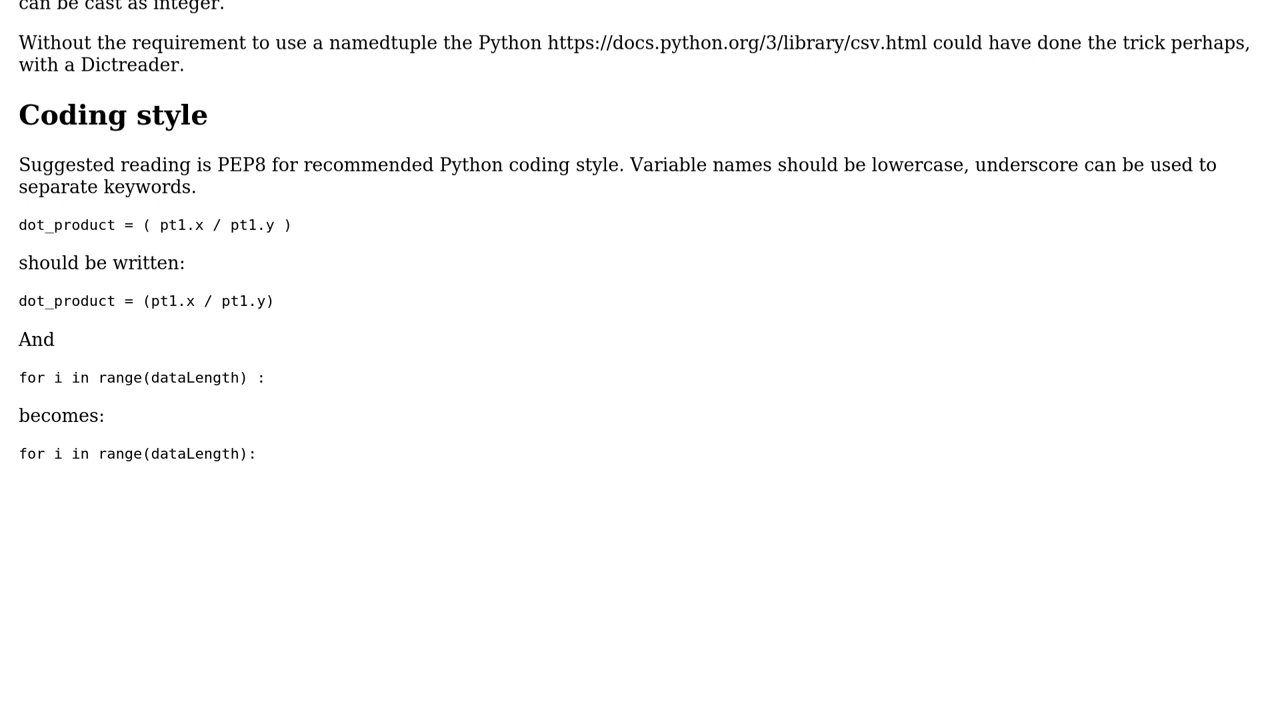 can be cast as integer.
Without the requirement to use a namedtuple the Python https://docs.python.org/3/library/csv.html could have done the trick perhaps,
with a Dictreader.
Coding style
Suggested reading is PEP8 for recommended Python coding style. Variable names should be lowercase, underscore can be used to
separate keywords.
dot_product = ( pt1.x / pt1.y )
should be written:
dot_product = (pt1.x / pt1.y)
And
for i in range(dataLength) :
becomes:
for i in range(dataLength):